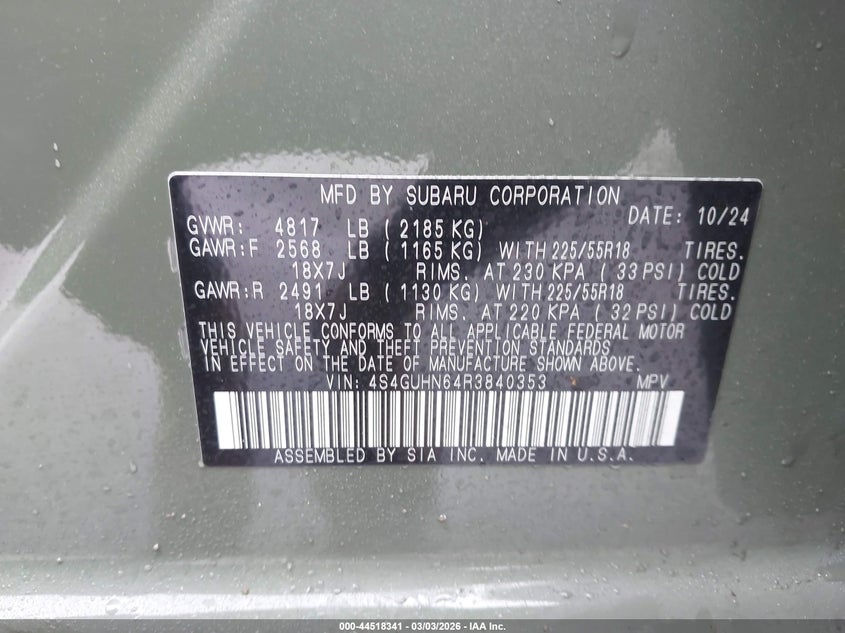 MFD BY SUBARU CORPORATION
GVWR: 4817 LB ( 2185 KG) DATE: 10/24
GAWR:F 2568 LB ( 1165 KG) WITH 225/55R18 TIRES.
18X7J RIMS. AT 230 KPA ( 33 PSI) COLD
GAWR:R 2491 LB ( 1130 KG) WITH 225/55R18 TIRES.
18X7J RIMS. AT 220 KPA ( 32 PSI) COLD
THIS VEHICLE CONFORMS TO ALL APPLICABLE FEDERAL MOTOR
VEHICLE SAFETY AND THEFT PREVENTION STANDARDS
IN EFFECT ON THE DATE OF MANUFACTURE SHOWN ABOVE.
VIN: 4S4GUHN64R3840353 MPV
ASSEMBLED BY SIA INC. MADE IN U.S.A.
000-44518341 - 03/03/2026 - IAA Inc.